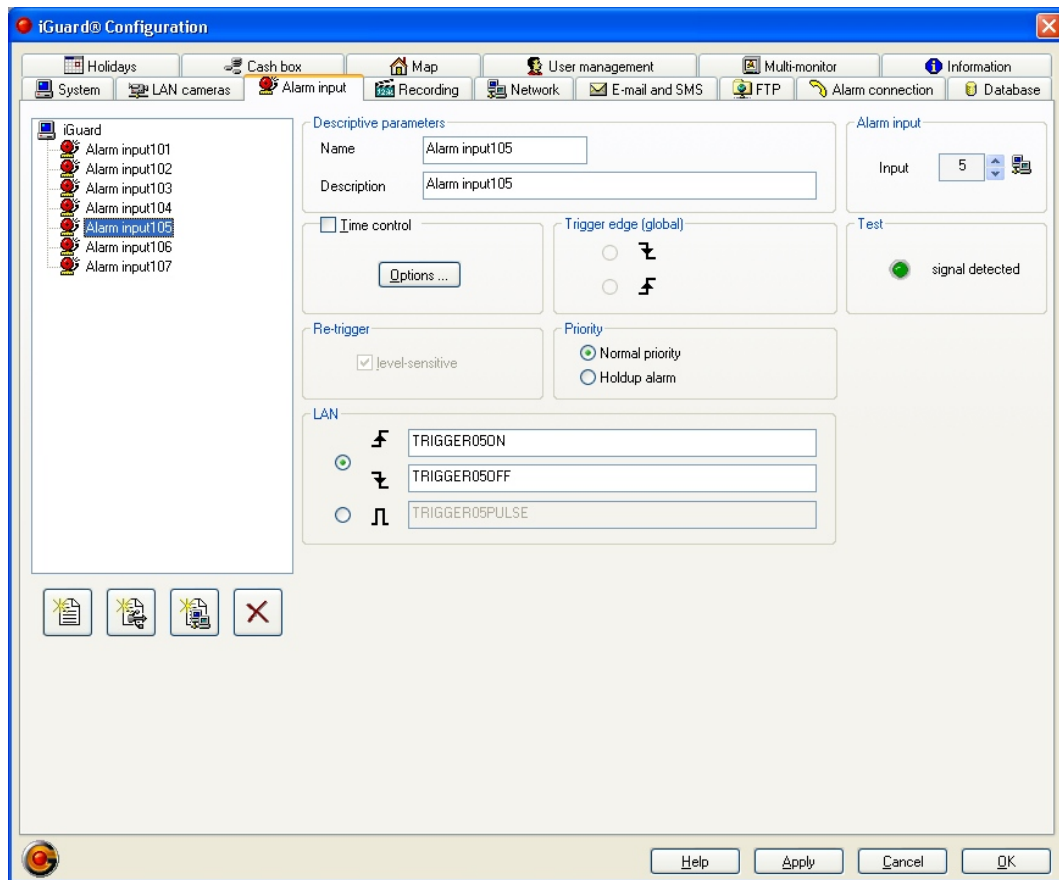 iGuard® Configuration
Holidays
Cash box
Map
User management
Multi-monitor
Information
System
LAN cameras
Alarm input
Recording
Network
E-mail and SMS
FTP
Alarm connection
Database
iGuard
Alarm input101
Alarm input102
Alarm input103
Alarm input104
Alarm input105
Alarm input106
Alarm input107
Descriptive parameters
Name
Alarm input105
Description
Alarm input105
Alarm input
Input
5
Time control
Options ...
Trigger edge (global)
Test
signal detected
Re-trigger
level-sensitive
Priority
Normal priority
Holdup alarm
LAN
TRIGGER05ON
TRIGGER05OFF
TRIGGER05PULSE
Help
Apply
Cancel
OK